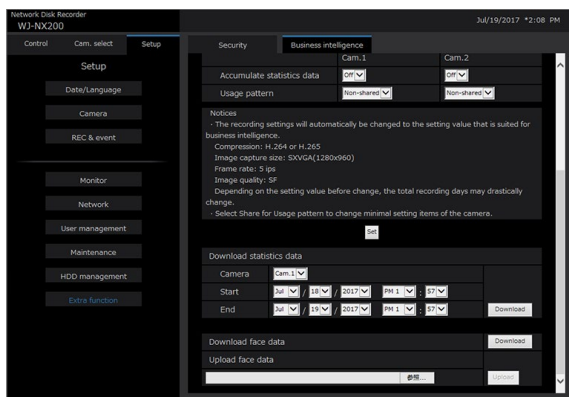 Network Disk Recorder
WJ-NX200
Jul/19/2017 *2:08 PM
Control Cam. select Setup
Security Business intelligence
Setup
Date/Language
Camera
REC & event
Monitor
Network
User management
Maintenance
HDD management
Extra function
Cam.1 Cam.2
Accumulate statistics data Off Off
Usage pattern Non-shared Non-shared
Notices
· The recording settings will automatically be changed to the setting value that is suited for
business intelligence.
Compression: H.264 or H.265
Image capture size: SXVGA(1280x960)
Frame rate: 5 ips
Image quality: SF
Depending on the setting value before change, the total recording days may drastically
change.
· Select Share for Usage pattern to change minimal setting items of the camera.
Set
Download statistics data
Camera Cam.1
Start Jul / 18 / 2017 PM 1 : 57
End Jul / 19 / 2017 PM 1 : 57 Download
Download face data Download
Upload face data
参照... Upload